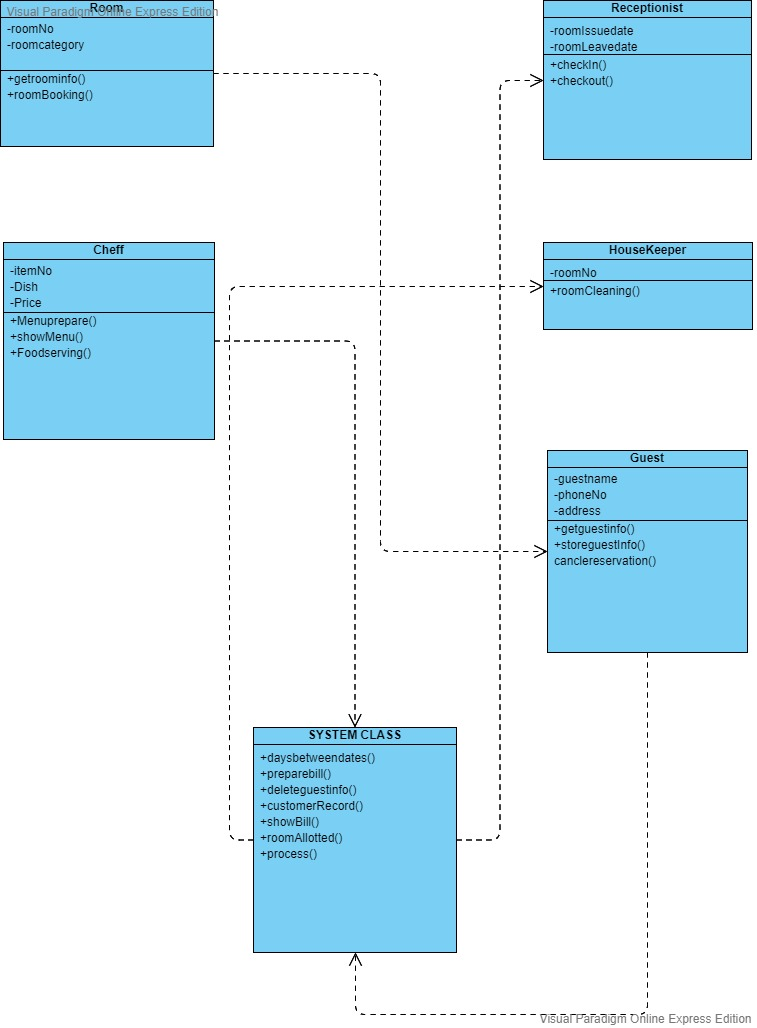 Visual Paradigm Online Express Edition
Room
-roomNo
-roomcategory
+getroominfo()
+roomBooking()
Receptionist
-roomIssuedate
-roomLeavedate
+checkIn()
+checkout()
Cheff
-itemNo
-Dish
-Price
+Menuprepare()
+showMenu()
+Foodserving()
HouseKeeper
-roomNo
+roomCleaning()
Guest
-guestname
-phoneNo
-address
+getguestinfo()
+storeguestInfo()
canclereservation()
SYSTEM CLASS
+daysbetweendates()
+preparebill()
+deleteguestinfo()
+customerRecord()
+showBill()
+roomAllotted()
+process()
Visual Paradigm Online Express Edition